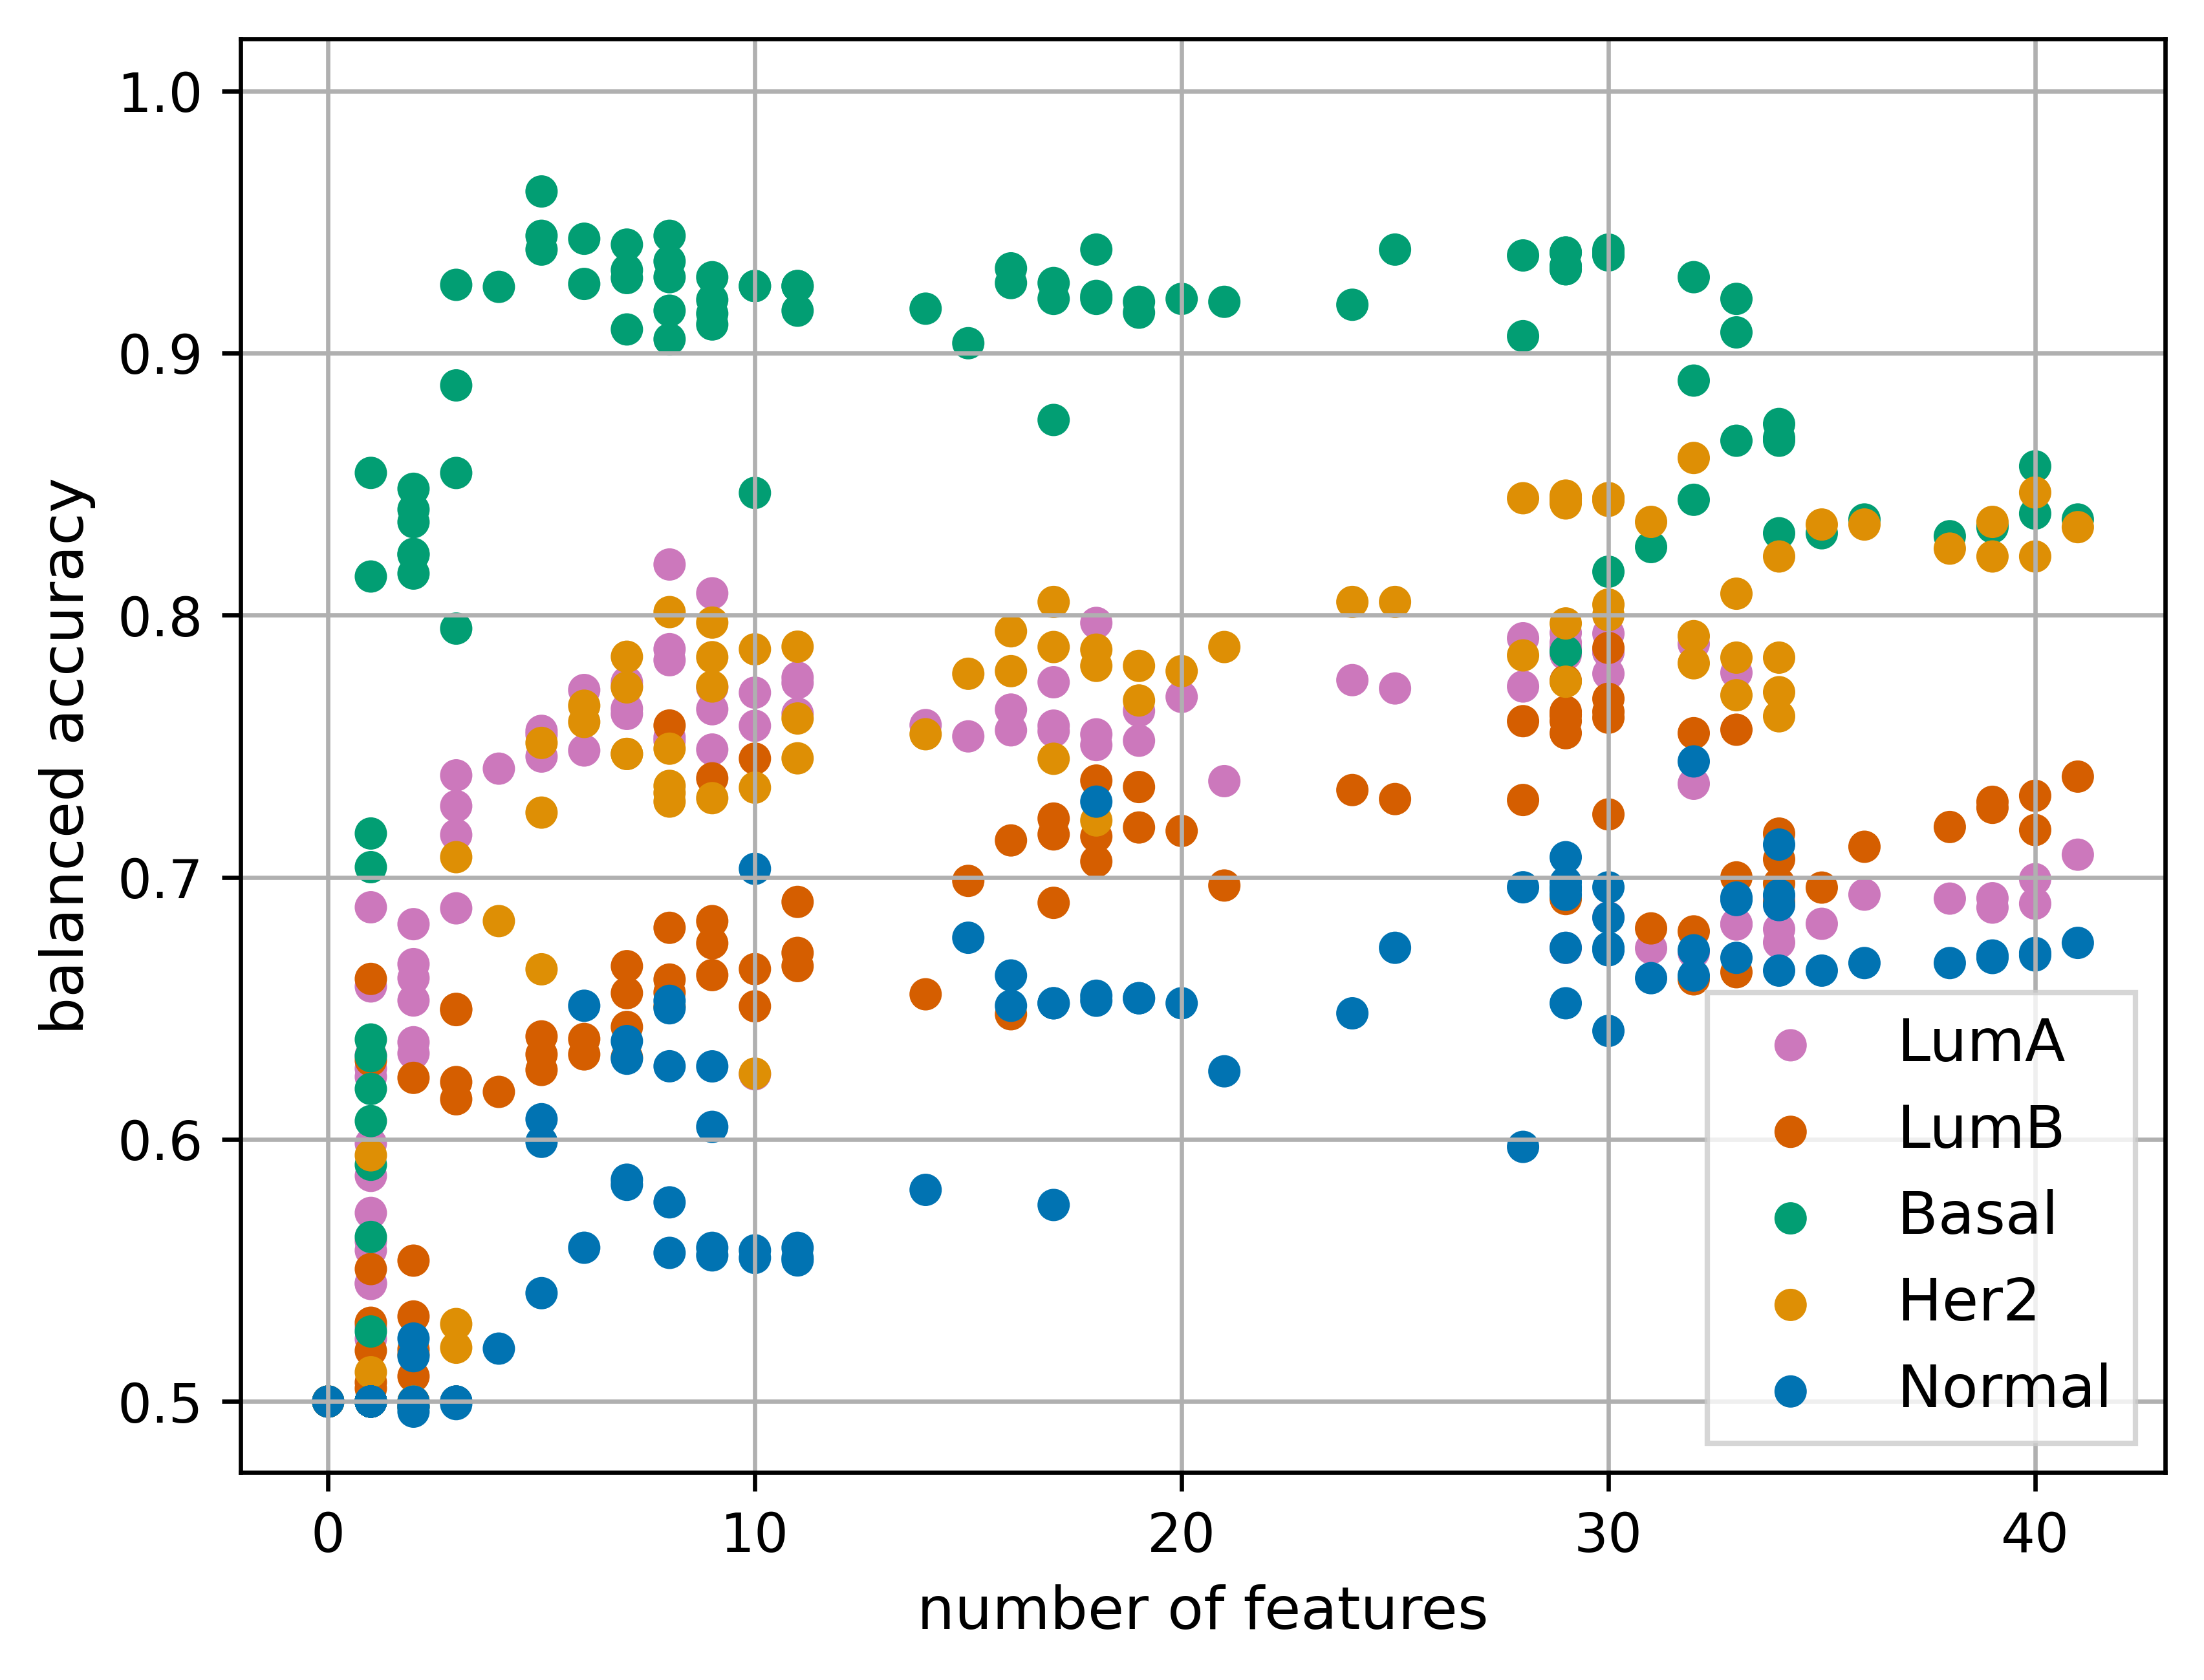 1.0
0.9
0.8
0.7
0.6
0.5
balanced accuracy
0 10 20 30 40
number of features
LumA
LumB
Basal
Her2
Normal